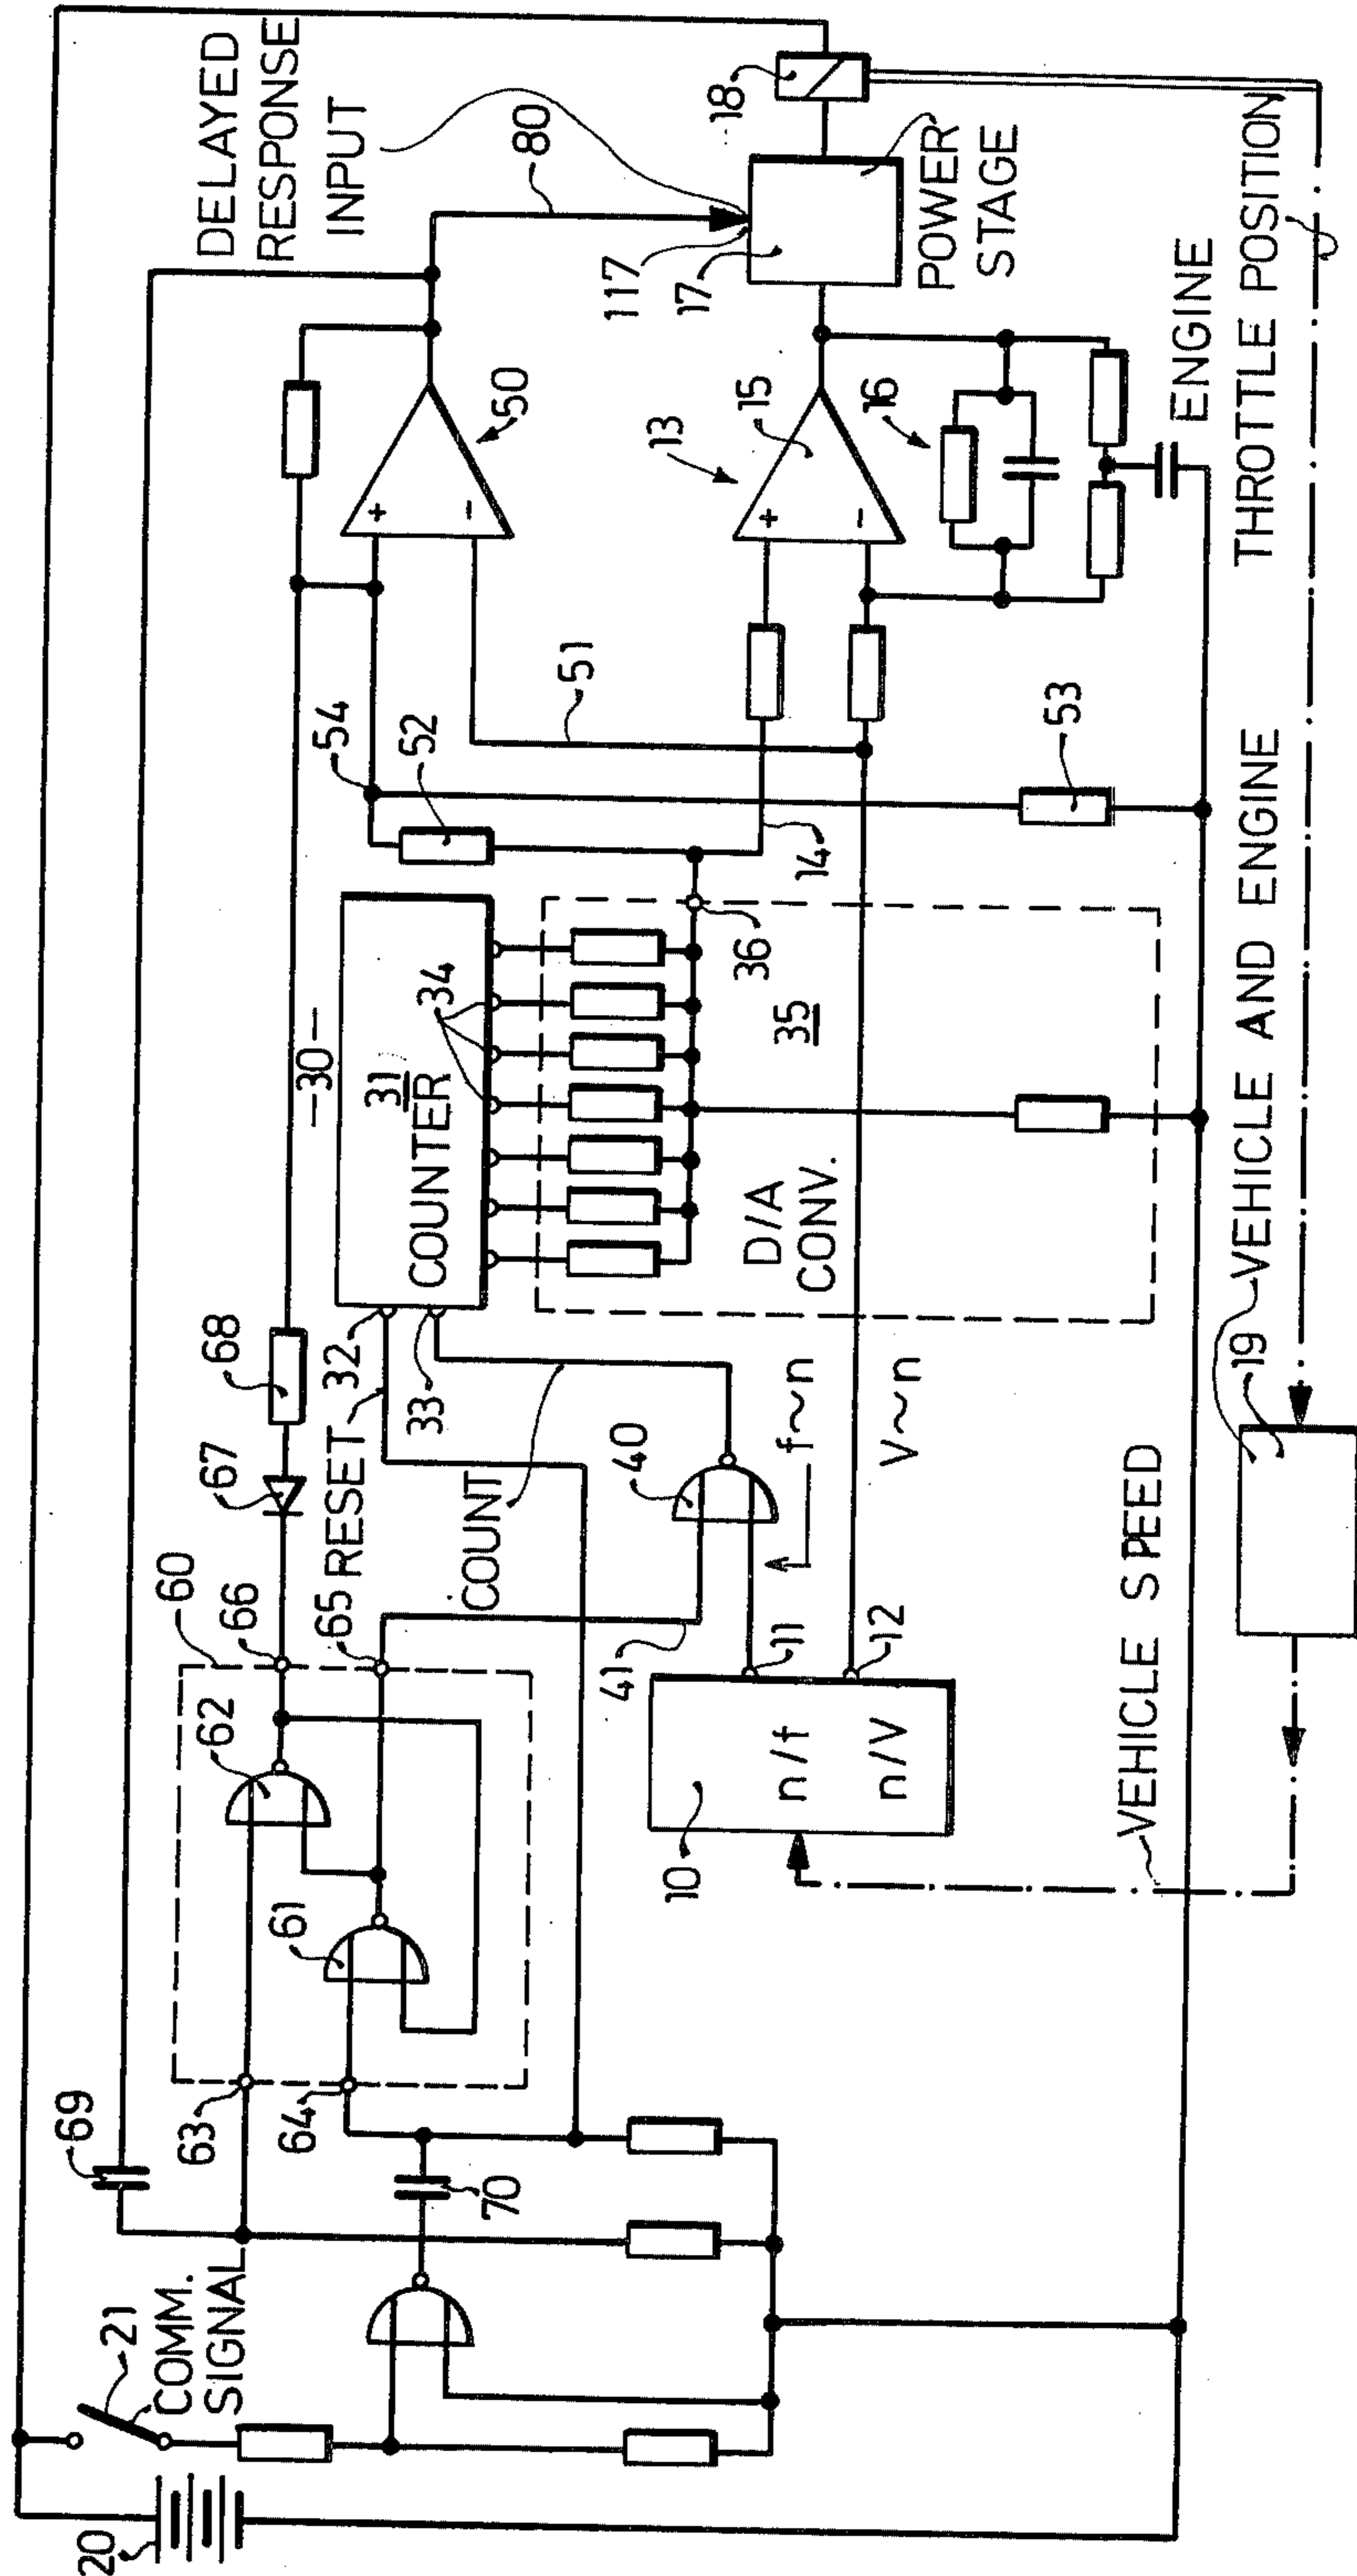 DELAYED
RESPONSE
INPUT
80
18
117
17
POWER
STAGE
50
13
15
16
+
−
+
−
ENGINE
THROTTLE POSITION
54
52
51
53
14
-30-
31
COUNTER
34
36
35
D/A
CONV.
68
67
RESET
32
33
COUNT
40
f~n
V~n
60
66
65
62
61
63
64
41
11
12
10
n/f
n/V
69
70
COMM.
SIGNAL
21
20
VEHICLE SPEED
19
VEHICLE AND ENGINE